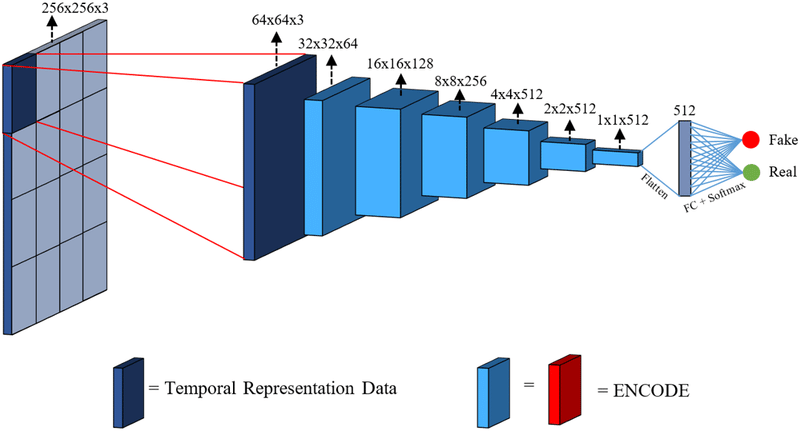 256x256x3
64x64x3
32x32x64
16x16x128
8x8x256
4x4x512
2x2x512
1x1x512
512
Fake
Real
Flatten
FC + Softmax
= Temporal Representation Data
=
= ENCODE